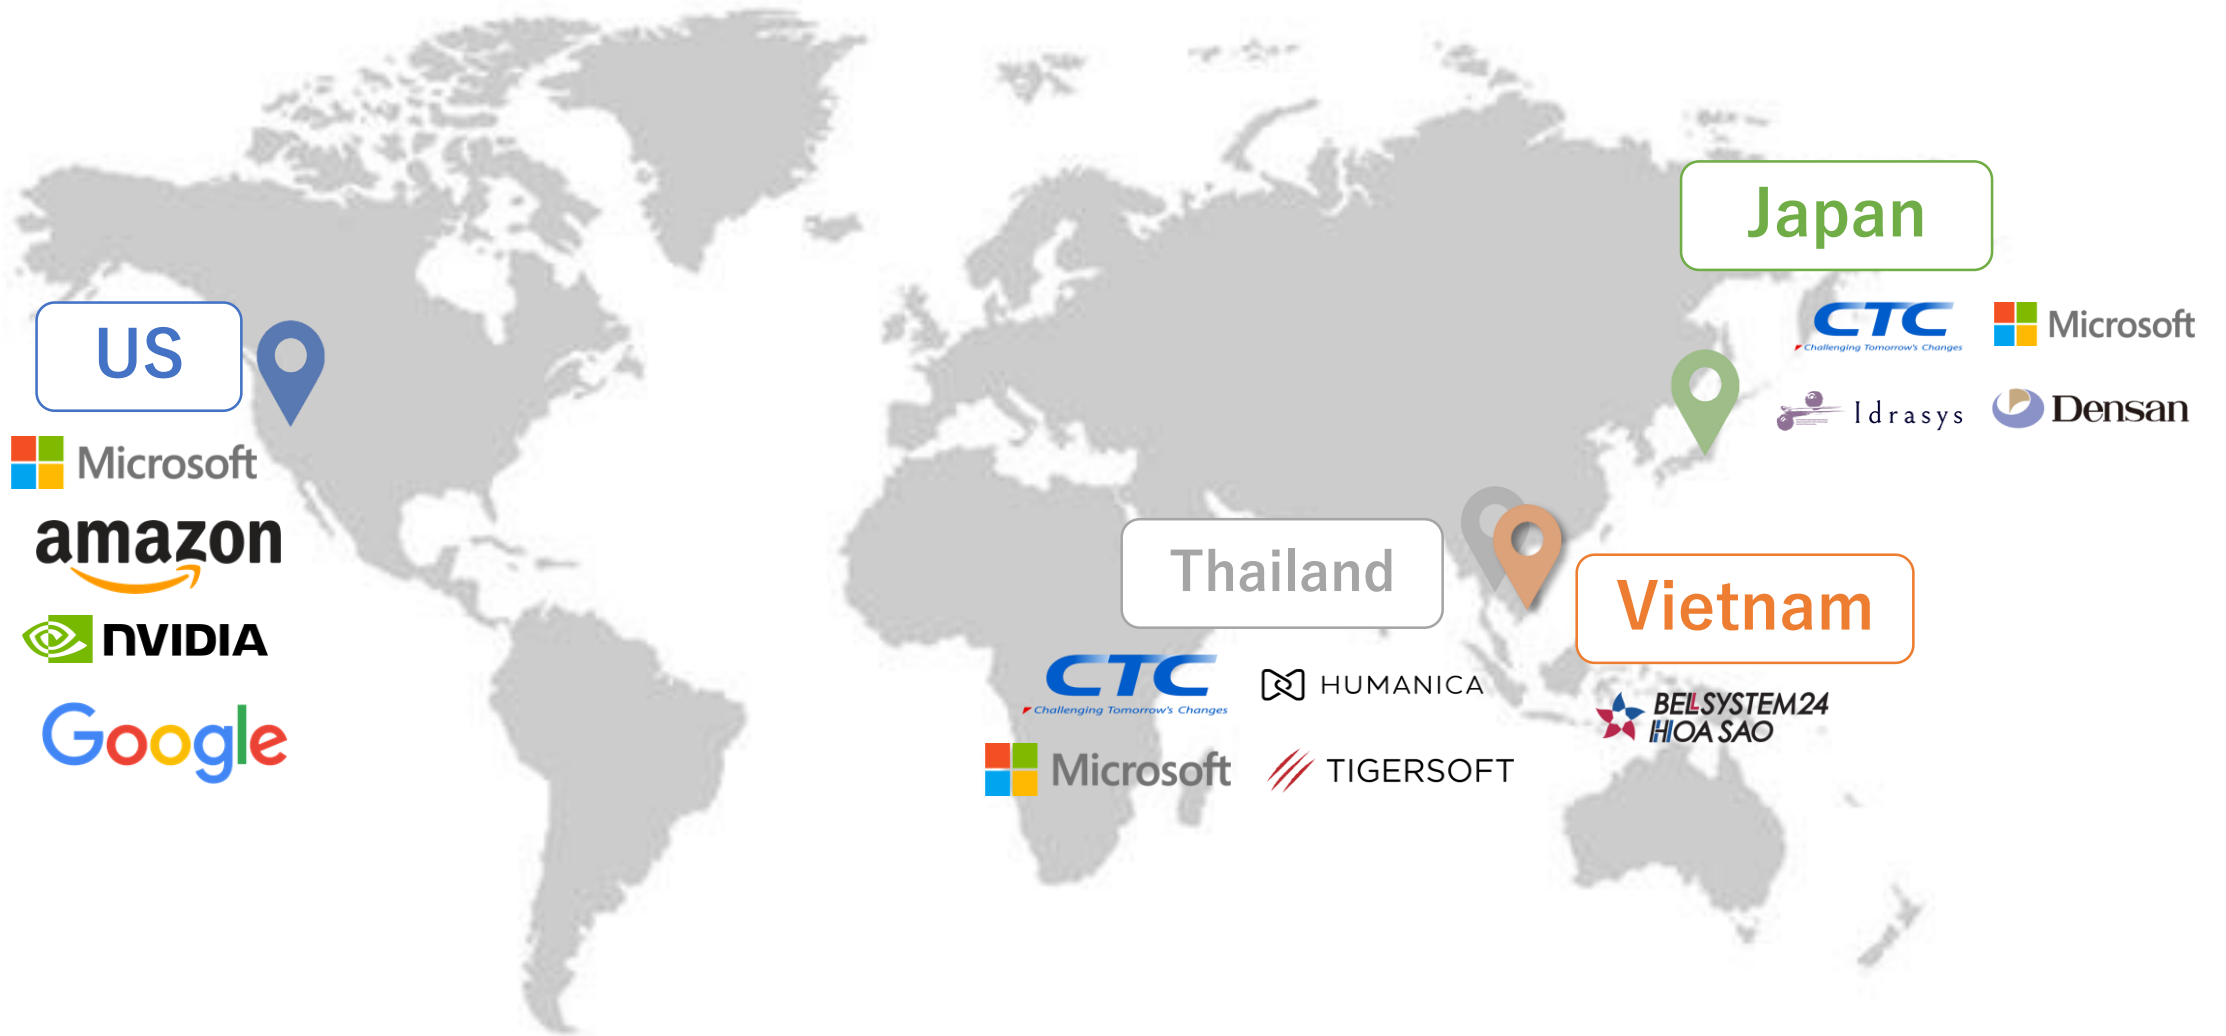 US
Microsoft
amazon
NVIDIA
Google
Japan
CTC
Challenging Tomorrow's Changes
Microsoft
Idrasys
Densan
Thailand
CTC
Challenging Tomorrow's Changes
HUMANICA
Microsoft
TIGERSOFT
Vietnam
BELLSYSTEM24
HOA SAO